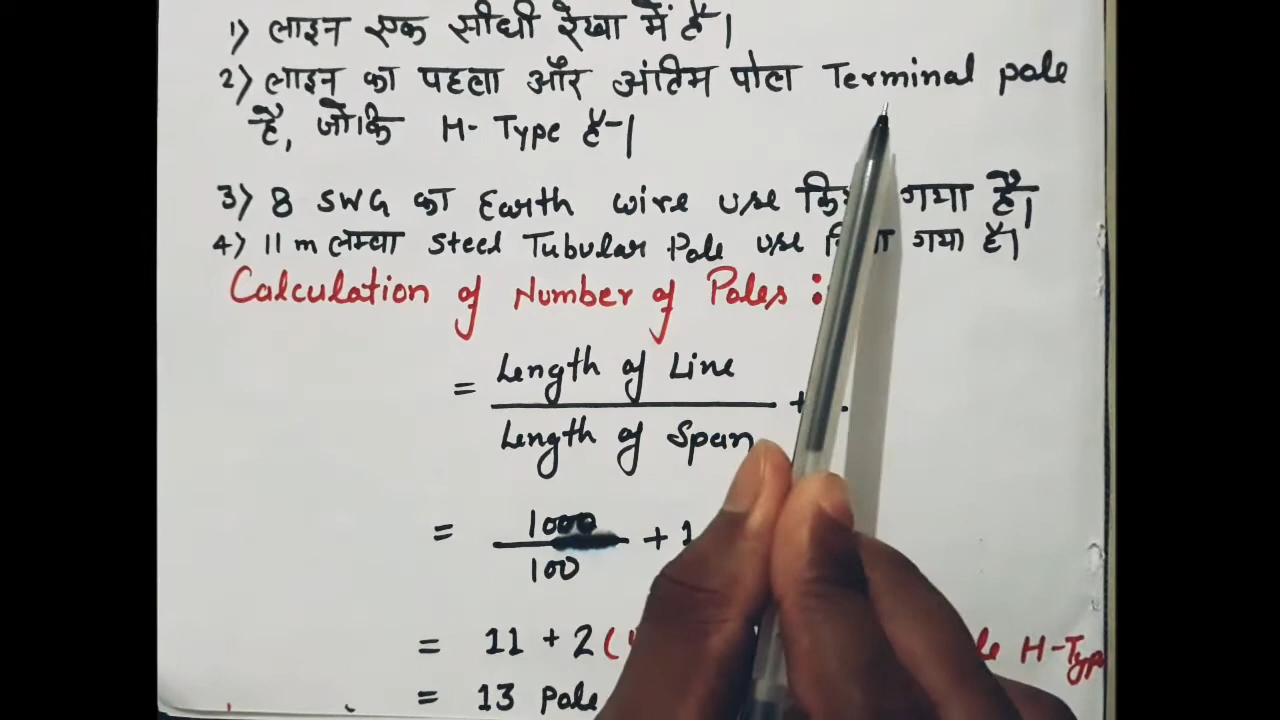 1) लाइन एक सीधी रेखा में है।
2) लाइन का पहला और अंतिम पोल Terminal pole
है, जोकि H- Type है।
3) 8 SWG का Earth wire use गया है।
4) 11 m लम्बा Steel Tubular Pole use गया है।
Calculation of Number of Poles :
= Length of Line
Length of Span
+
= 1000
100
+ 1
= 11 + 2 ( H-Type
= 13 Pole